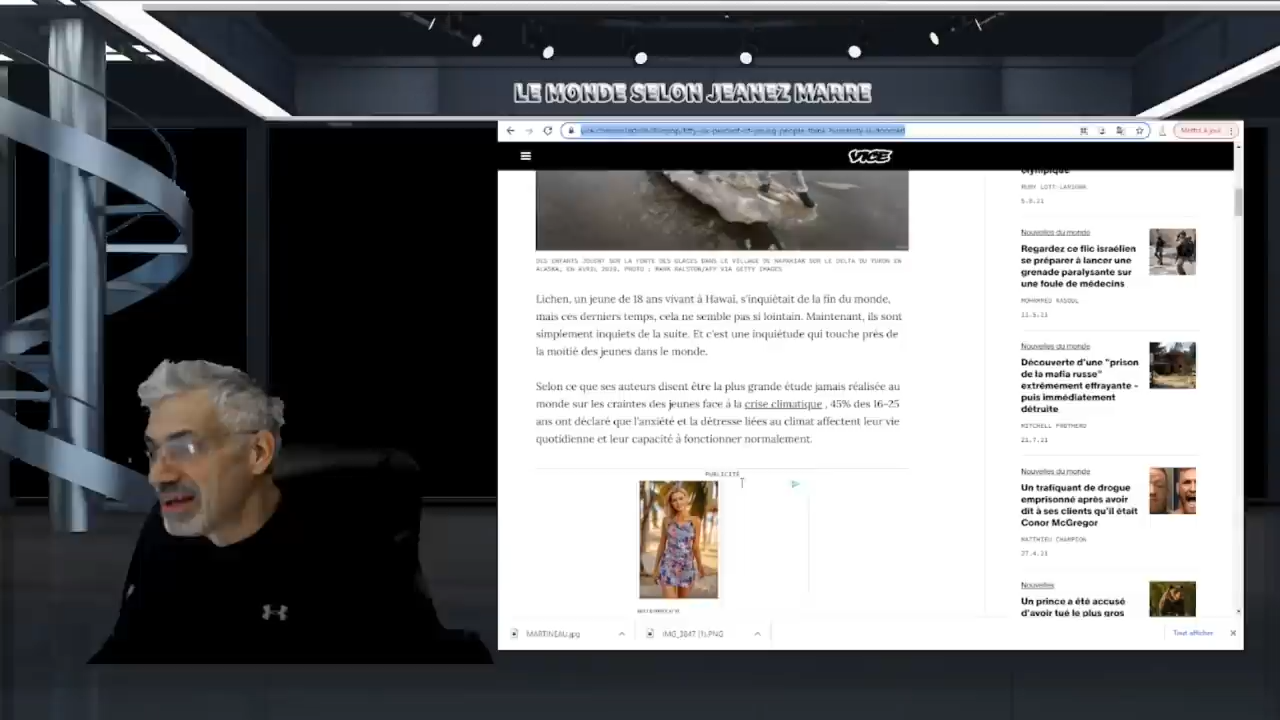 LE MONDE SELON JEANEZ MARRE
Mettre à jour
VICE
DES ENFANTS JOUENT SUR LA FONTE DES GLACES DANS LE VILLAGE DE NAPAKIAK SUR LE DELTA DU YUKON EN
ALASKA, EN AVRIL 2020. PHOTO : MARK RALSTON/AFP VIA GETTY IMAGES
Lichen, un jeune de 18 ans vivant à Hawaï, s'inquiétait de la fin du monde,
mais ces derniers temps, cela ne semble pas si lointain. Maintenant, ils sont
simplement inquiets de la suite. Et c'est une inquiétude qui touche près de
la moitié des jeunes dans le monde.
Selon ce que ses auteurs disent être la plus grande étude jamais réalisée au
monde sur les craintes des jeunes face à la crise climatique , 45% des 16-25
ans ont déclaré que l'anxiété et la détresse liées au climat affectent leur vie
quotidienne et leur capacité à fonctionner normalement.
PUBLICITÉ
olympique
5.8.21
Nouvelles du monde
Regardez ce flic israélien
se préparer à lancer une
grenade paralysante sur
une foule de médecins
MOHAMMED RASOUL
11.5.21
Nouvelles du monde
Découverte d'une "prison
de la mafia russe"
extrêmement effrayante -
puis immédiatement
détruite
MITCHELL PROTHERO
21.7.21
Nouvelles du monde
Un trafiquant de drogue
emprisonné après avoir
dit à ses clients qu'il était
Conor McGregor
MATTHIEU CHAMPION
27.4.21
Nouvelles
Un prince a été accusé
d'avoir tué le plus gros
MARTINEAU.jpg
IMG_3847 (1).PNG
Tout afficher